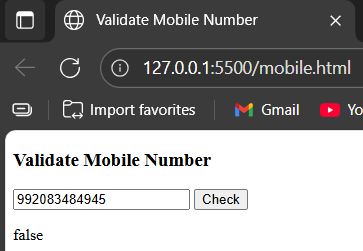 Validate Mobile Number
127.0.0.1:5500/mobile.html
Import favorites Gmail Yo
Validate Mobile Number
992083484945 Check
false